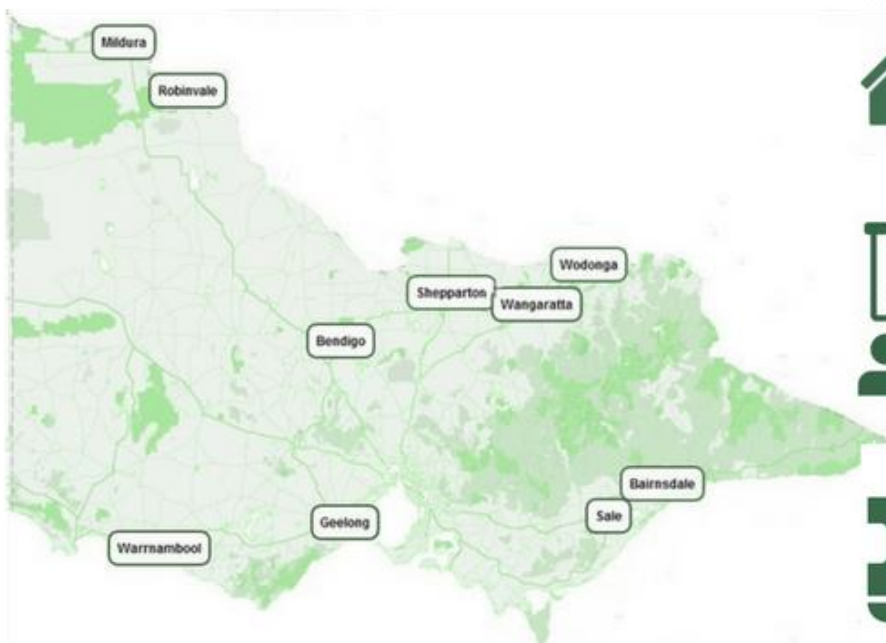 Mildura
Robinvale
Wodonga
Shepparton
Wangaratta
Bendigo
Bairnsdale
Sale
Geelong
Warrnambool